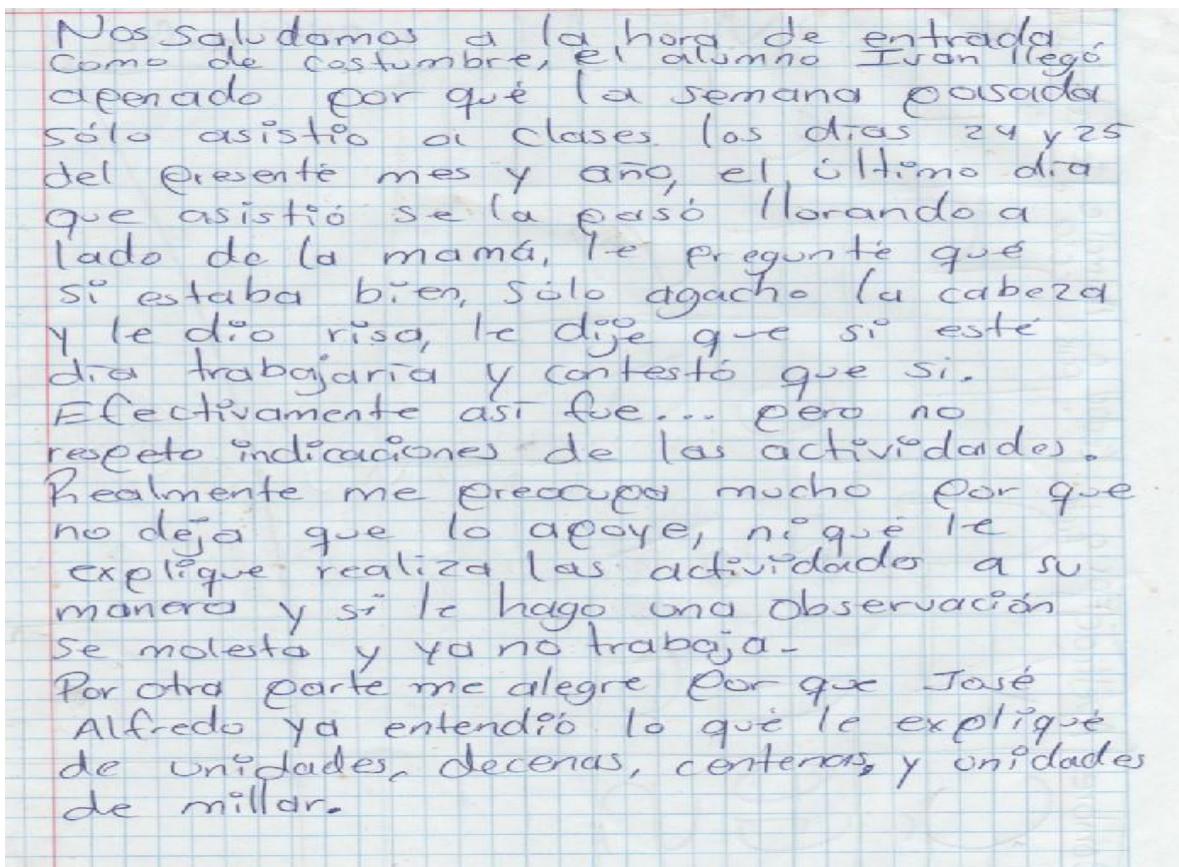 Nos saludamos a la hora de entrada
como de costumbre, el alumno Iván llegó
apenado por qué la semana pasada
sólo asistio a clases los dias 24 y 25
del presenté mes y año, el último día
que asistió se la pasó llorando a
lado de la mamá, le pregunté qué
si estaba bien, sólo agacho la cabeza
y le dio risa, le dije que si esté
día trabajaría y contestó que si.
Efectivamente así fue... pero no
respeto indicaciones de las actividades.
Realmente me preocupa mucho por que
no deja que lo apoye, ni qué le
explique realiza las actividades a su
manera y si le hago una observación
se molesta y ya no trabaja-
Por otra parte me alegre por que José
Alfredo ya entendió lo qué le expliqué
de unidades, decenas, centenas, y unidades
de millar.